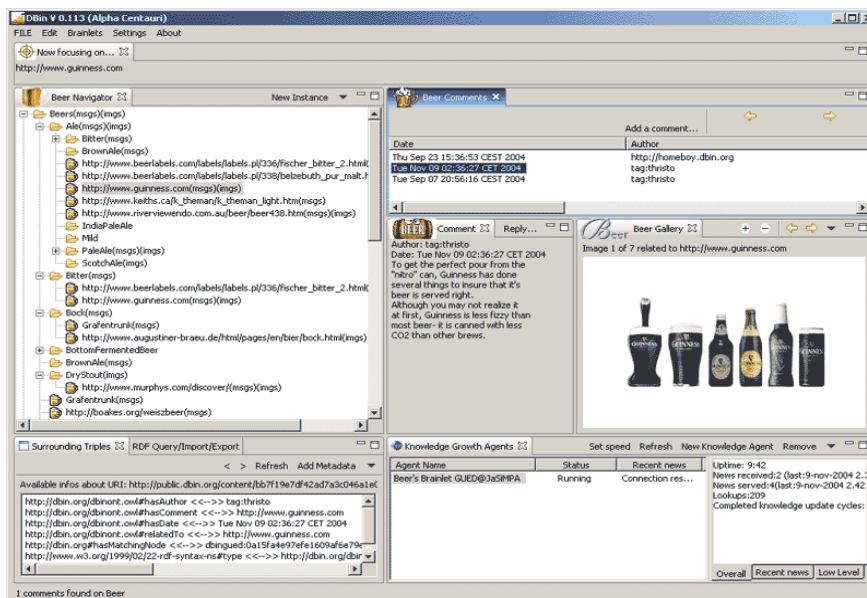 DBin V 0.113 (Alpha Centauri)
FILE Edit Brainlets Settings About
Now focusing on...
http://www.guinness.com
Beer Navigator New Instance
Beers(msgs)(imgs)
Ale(msgs)(imgs)
Bitter(msgs)
BrownAle(msgs)
http://www.beerlabels.com/labels/labels.pl/336/fischer_bitter_2.html(
http://www.beerlabels.com/labels/labels.pl/338/belzebuth_pur_malt.h
http://www.guinness.com(msgs)(imgs)
http://www.keiths.ca/k_theman/k_theman_light.htm(msgs)
http://www.riverviewendo.com.au/beer/beer438.htm(msgs)(imgs)
IndiaPaleAle
Mild
PaleAle(msgs)(imgs)
ScotchAle(imgs)
Bitter(msgs)
http://www.beerlabels.com/labels/labels.pl/336/fischer_bitter_2.html(
http://www.guinness.com(msgs)(imgs)
Bock(msgs)
Grafentrunk(msgs)
http://www.augustiner-braeu.de/html/pages/en/bier/bock.html(imgs)
BottomFermentedBeer
BrownAle(msgs)
DryStout(imgs)
http://www.murphys.com/discover/(msgs)(imgs)
Grafentrunk(msgs)
http://boakes.org/weiszbeer(msgs)
Beer Comments
Add a comment...
Date Author
Thu Sep 23 15:36:53 CEST 2004 http://homeboy.dbin.org
Tue Nov 09 02:36:27 CET 2004 tag:thristo
Tue Sep 07 20:56:16 CEST 2004 tag:thristo
BEER Comment Reply...
Author: tag:thristo
Date: Tue Nov 09 02:36:27 CET 2004
To get the perfect pour from the
"nitro" can, Guinness has done
several things to insure that it's
beer is served right.
Although you may not realize it
at first, Guinness is less fizzy than
most beer- it is canned with less
CO2 than other brews.
Beer Beer Gallery
Image 1 of 7 related to http://www.guinness.com
GUINNESS
Surrounding Triples RDF Query/Import/Export
< > Refresh Add Metadata
Available infos about URI: http://public.dbin.org/content/bb7f19e7df42ad7a3c046a1e
http://dbin.org/dbinont.owl#hasAuthor <<-->> tag:thristo
http://dbin.org/dbinont.owl#hasComment <<-->> http://www.guinness.com
http://dbin.org/dbinont.owl#hasDate <<-->> Tue Nov 09 02:36:27 CET 2004
http://dbin.org/dbinont.owl#relatedTo <<-->> http://www.guinness.com
http://dbin.org#hasMatchingNode <<-->> dbingued:0a15fa4e97efe1609af6e79e
http://www.w3.org/1999/02/22-rdf-syntax-ns#type <<-->> http://dbin.org/dbin
Knowledge Growth Agents Set speed Refresh New Knowledge Agent Remove
Agent Name Status Recent news
Beer's Brainlet GUED@JaSiMPA Running Connection res...
Uptime: 9:42
News received:2 (last:9-nov-2004 2.3
News served:4(last:9-nov-2004 2.42
Lookups:209
Completed knowledge update cycles:
Overall Recent news Low Level
1 comments found on Beer